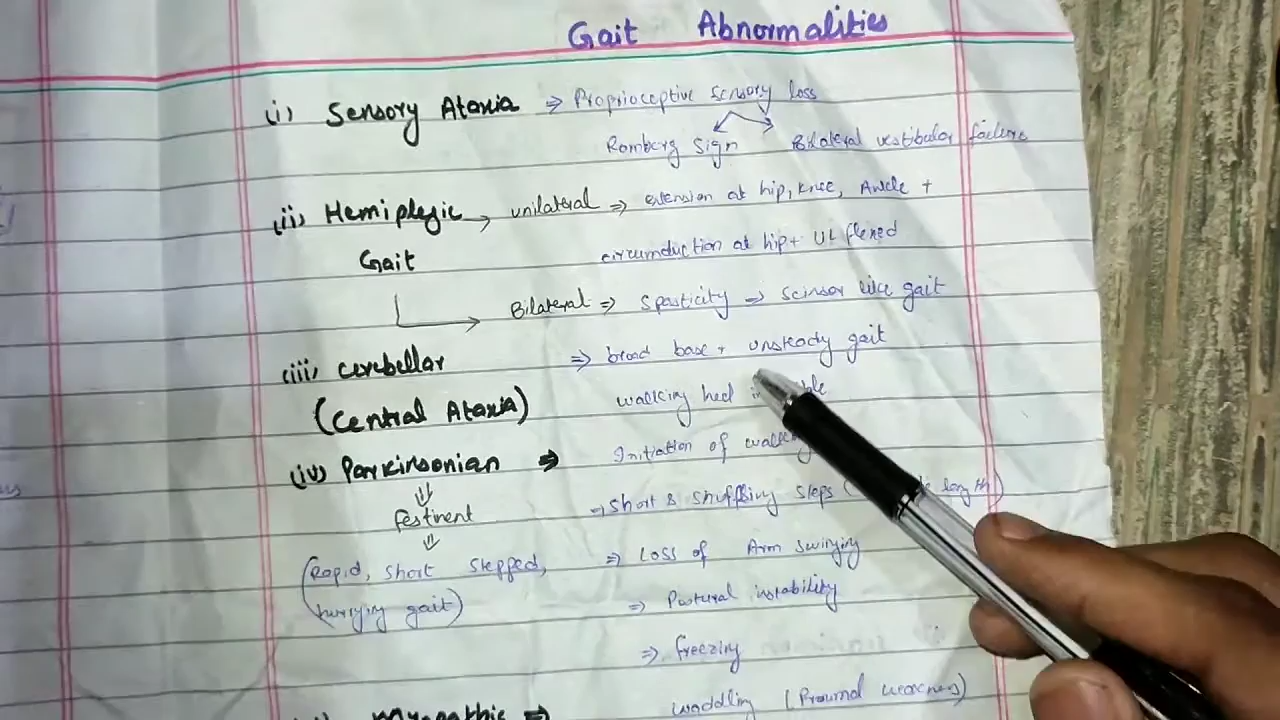 Gait Abnormalities
(i) Sensory Ataxia ⇒ Proprioceptive sensory loss
Romberg Sign Bilateral vestibular failure
(ii) Hemiplegic → unilateral ⇒ extension at hip, knee, Ankle +
Gait circumduction at hip + UL flexed
Bilateral ⇒ Spasticity ⇒ Scissor like gait
(iii) Cerebellar ⇒ broad base + unsteady gait
(Central Ataxia) walking heel
(iv) Parkinsonian ⇒ Initiation of
Festinent ⇒ Short & Shuffling Steps ( length)
(Rapid, short stepped, ⇒ Loss of Arm swinging
hurrying gait) ⇒ Postural instability
⇒ freezing
Myopathic ⇒ waddling (Proximal weakness)